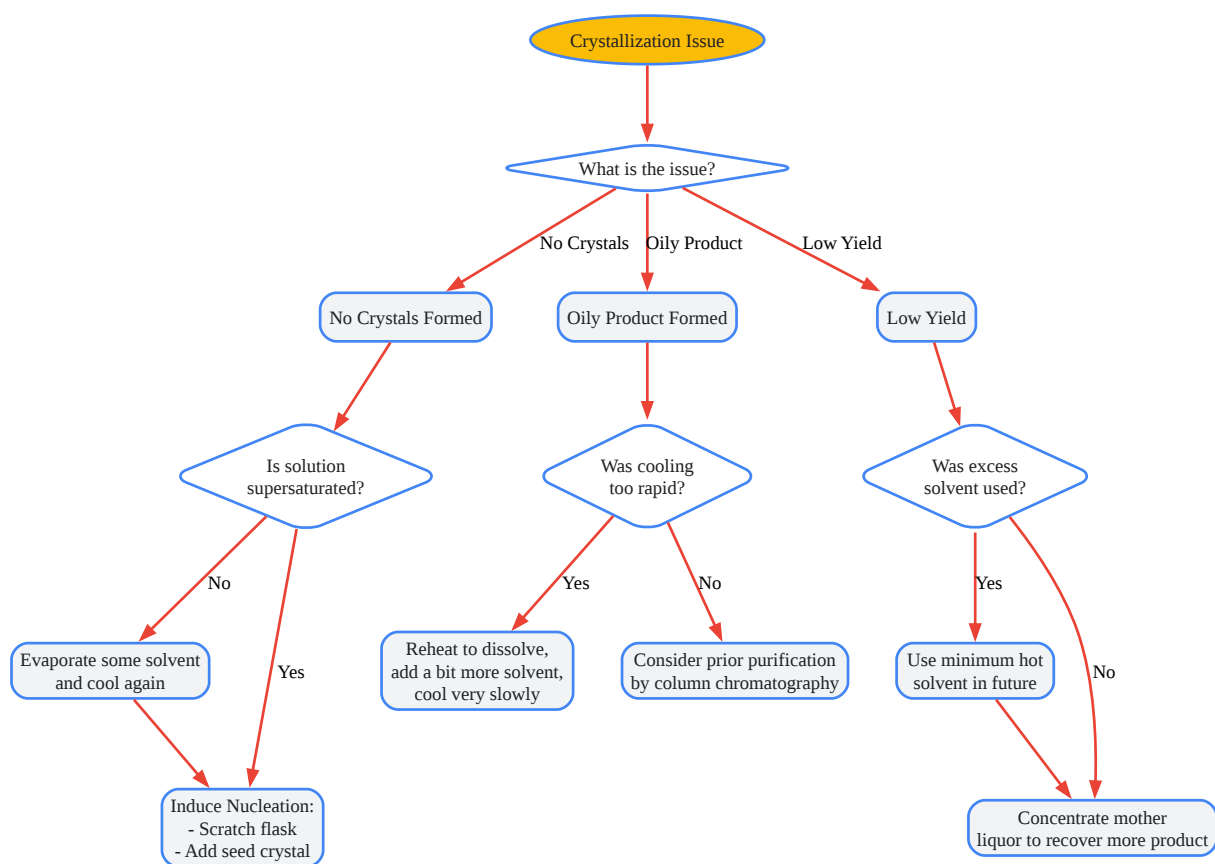 Crystallization Issue
What is the issue?
No Crystals
Oily Product
Low Yield
No Crystals Formed
Oily Product Formed
Low Yield
Is solution
supersaturated?
Was cooling
too rapid?
Was excess
solvent used?
No
Yes
Yes
No
Yes
No
Evaporate some solvent
and cool again
Reheat to dissolve,
add a bit more solvent,
cool very slowly
Consider prior purification
by column chromatography
Use minimum hot
solvent in future
Induce Nucleation:
- Scratch flask
- Add seed crystal
Concentrate mother
liquor to recover more product